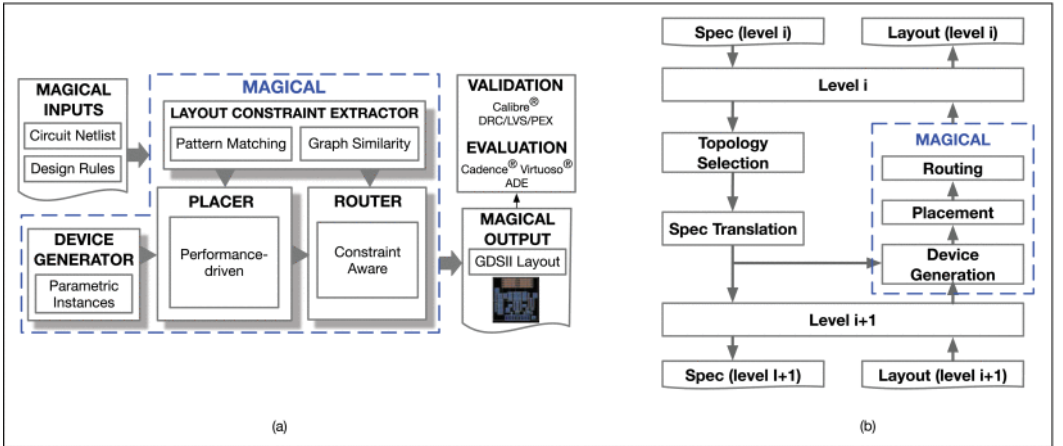 MAGICAL
INPUTS
Circuit Netlist
Design Rules
MAGICAL
LAYOUT CONSTRAINT EXTRACTOR
Pattern Matching
Graph Similarity
DEVICE
GENERATOR
Parametric
Instances
PLACER
Performance-
driven
ROUTER
Constraint
Aware
VALIDATION
Calibre®
DRC/LVS/PEX
EVALUATION
Cadence® Virtuoso®
ADE
MAGICAL
OUTPUT
GDSII Layout
(a)
Spec (level i)
Layout (level i)
Level i
Topology
Selection
Spec Translation
MAGICAL
Routing
Placement
Device
Generation
Level i+1
Spec (level I+1)
Layout (level i+1)
(b)